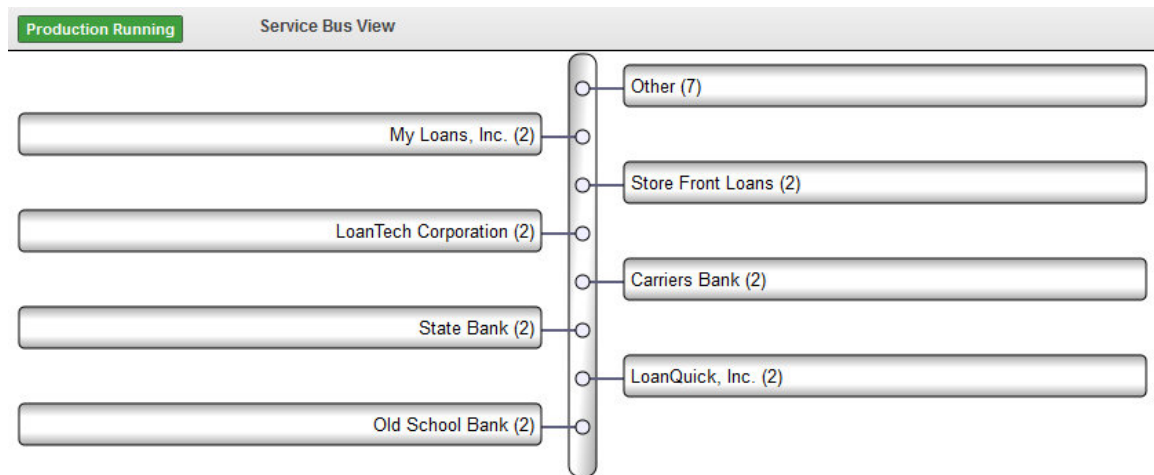 Production Running
Service Bus View
Other (7)
My Loans, Inc. (2)
Store Front Loans (2)
LoanTech Corporation (2)
Carriers Bank (2)
State Bank (2)
LoanQuick, Inc. (2)
Old School Bank (2)